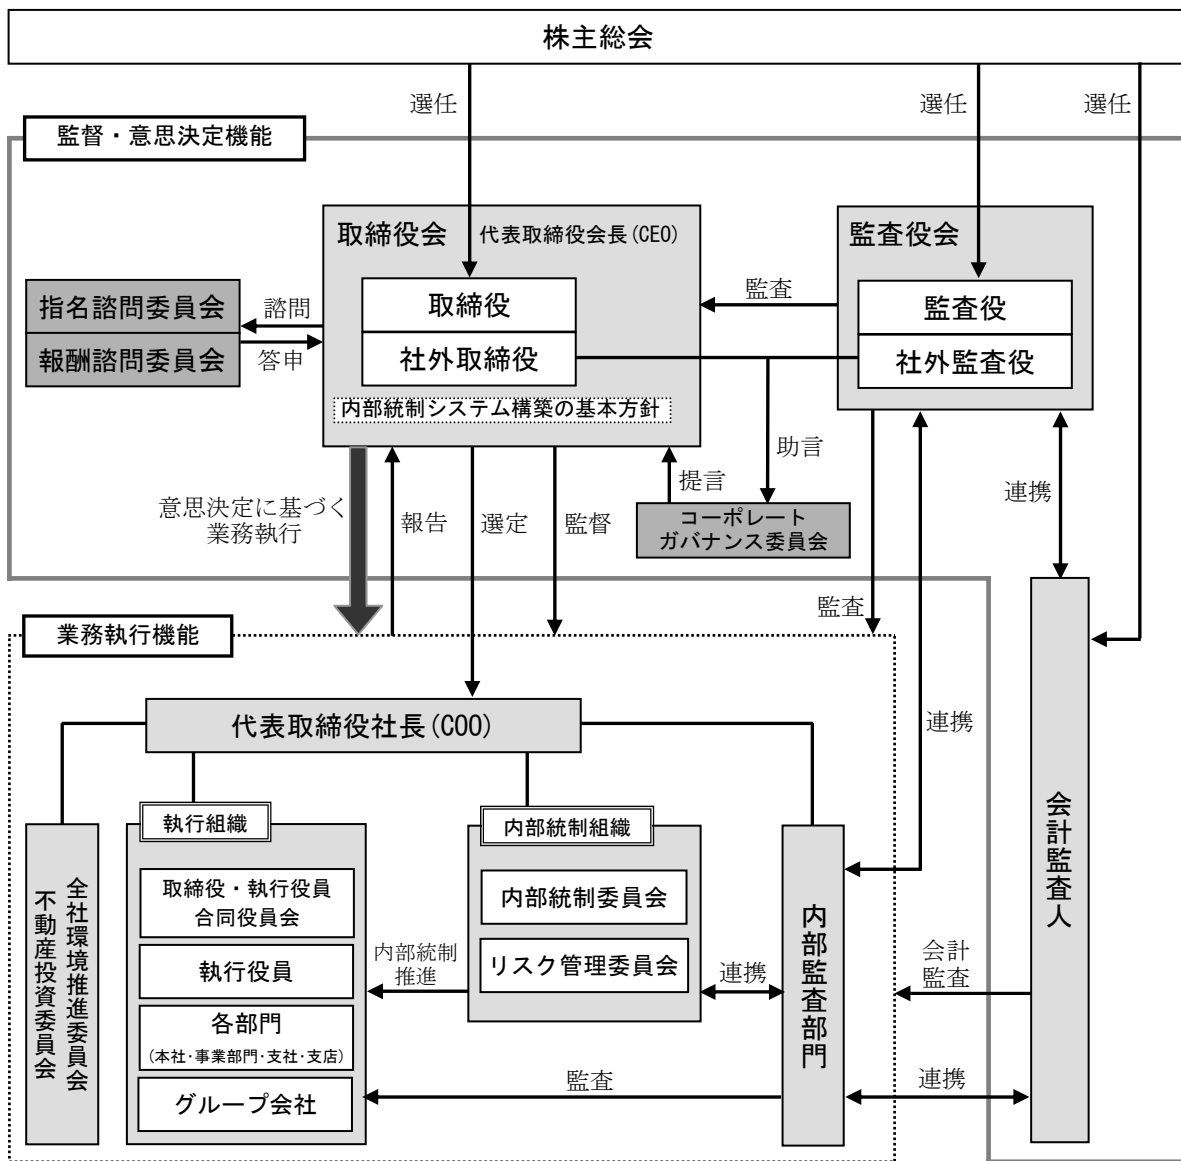 株主総会
選任
選任
選任
監督・意思決定機能
取締役会
代表取締役会長(CEO)
取締役
社外取締役
内部統制システム構築の基本方針
監査役会
監査役
社外監査役
監査
指名諮問委員会
報酬諮問委員会
諮問
答申
助言
提言
コーポレート
ガバナンス委員会
連携
意思決定に基づく
業務執行
報告
選定
監督
監査
業務執行機能
代表取締役社長(COO)
連携
全社環境推進委員会
不動産投資委員会
執行組織
取締役・執行役員
合同役員会
執行役員
各部門
(本社・事業部門・支社・支店)
グループ会社
内部統制
推進
内部統制組織
内部統制委員会
リスク管理委員会
連携
内部監査部門
会計監査人
会計
監査
監査
連携